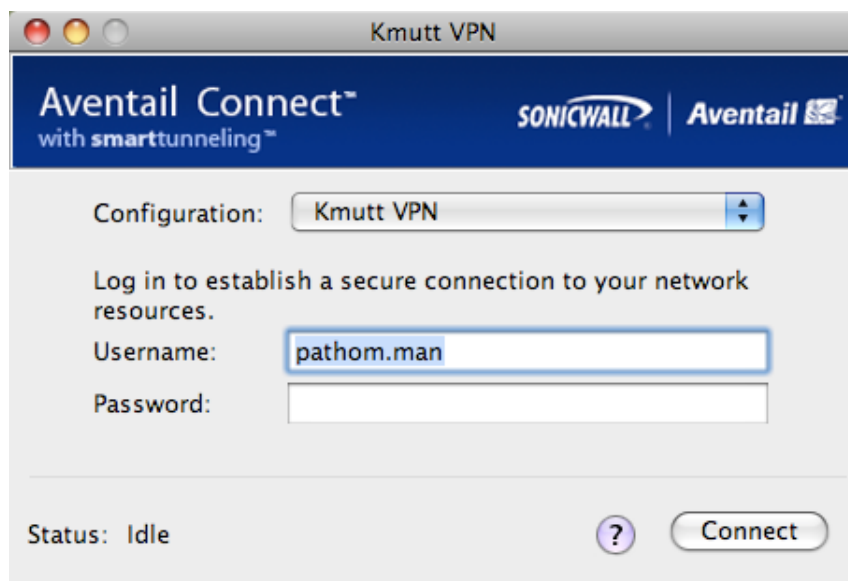 Kmutt VPN
Aventail Connect™
with smarttunneling™
SONICWALL | Aventail
Configuration: Kmutt VPN
Log in to establish a secure connection to your network
resources.
Username: pathom.man
Password:
Status: Idle
? Connect